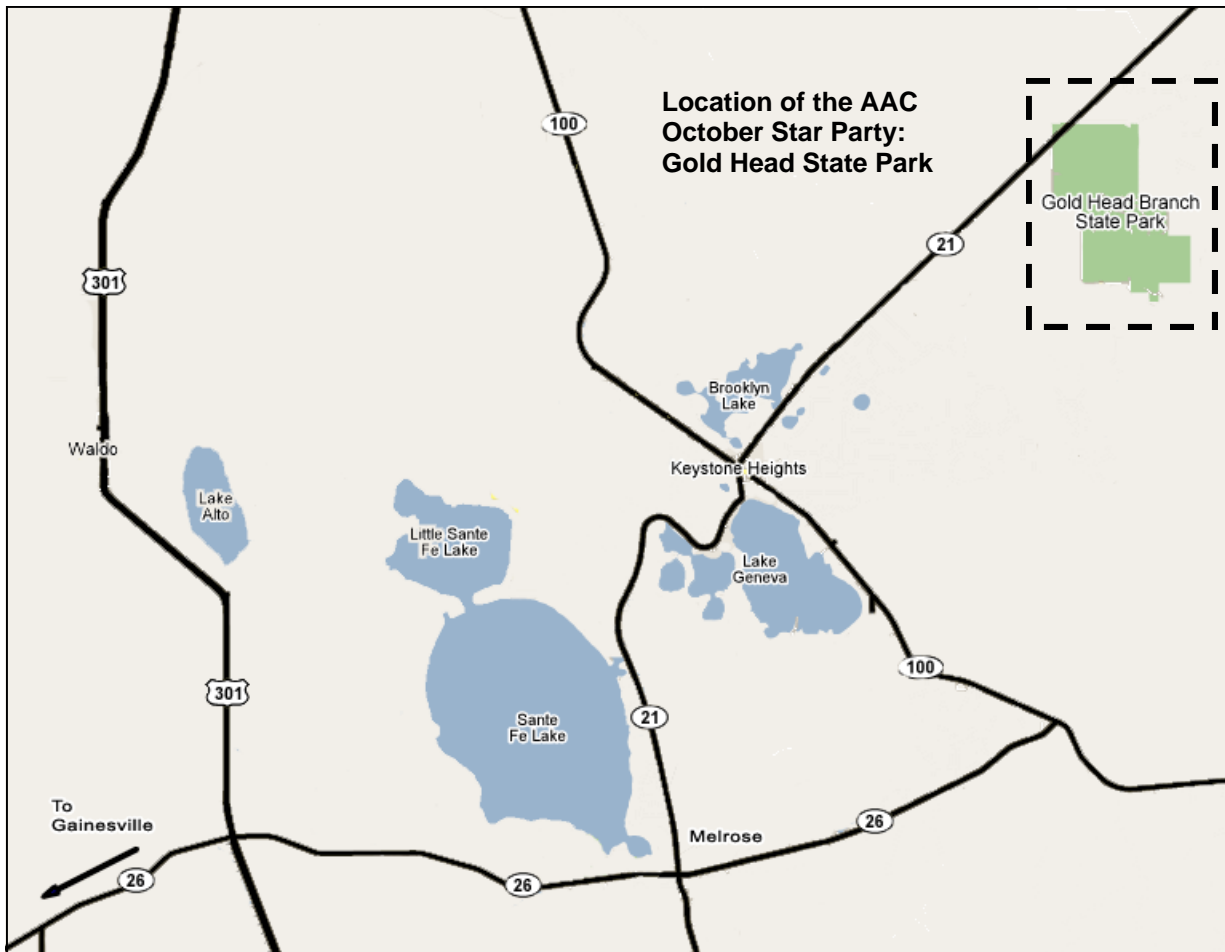 Location of the AAC
October Star Party:
Gold Head State Park
100
Gold Head Branch
State Park
21
301
Brooklyn
Lake
Waldo
Keystone Heights
Lake
Alto
Little Sante
Fe Lake
Lake
Geneva
100
301
Sante
Fe Lake
21
To
Gainesville
26
Melrose
26
26